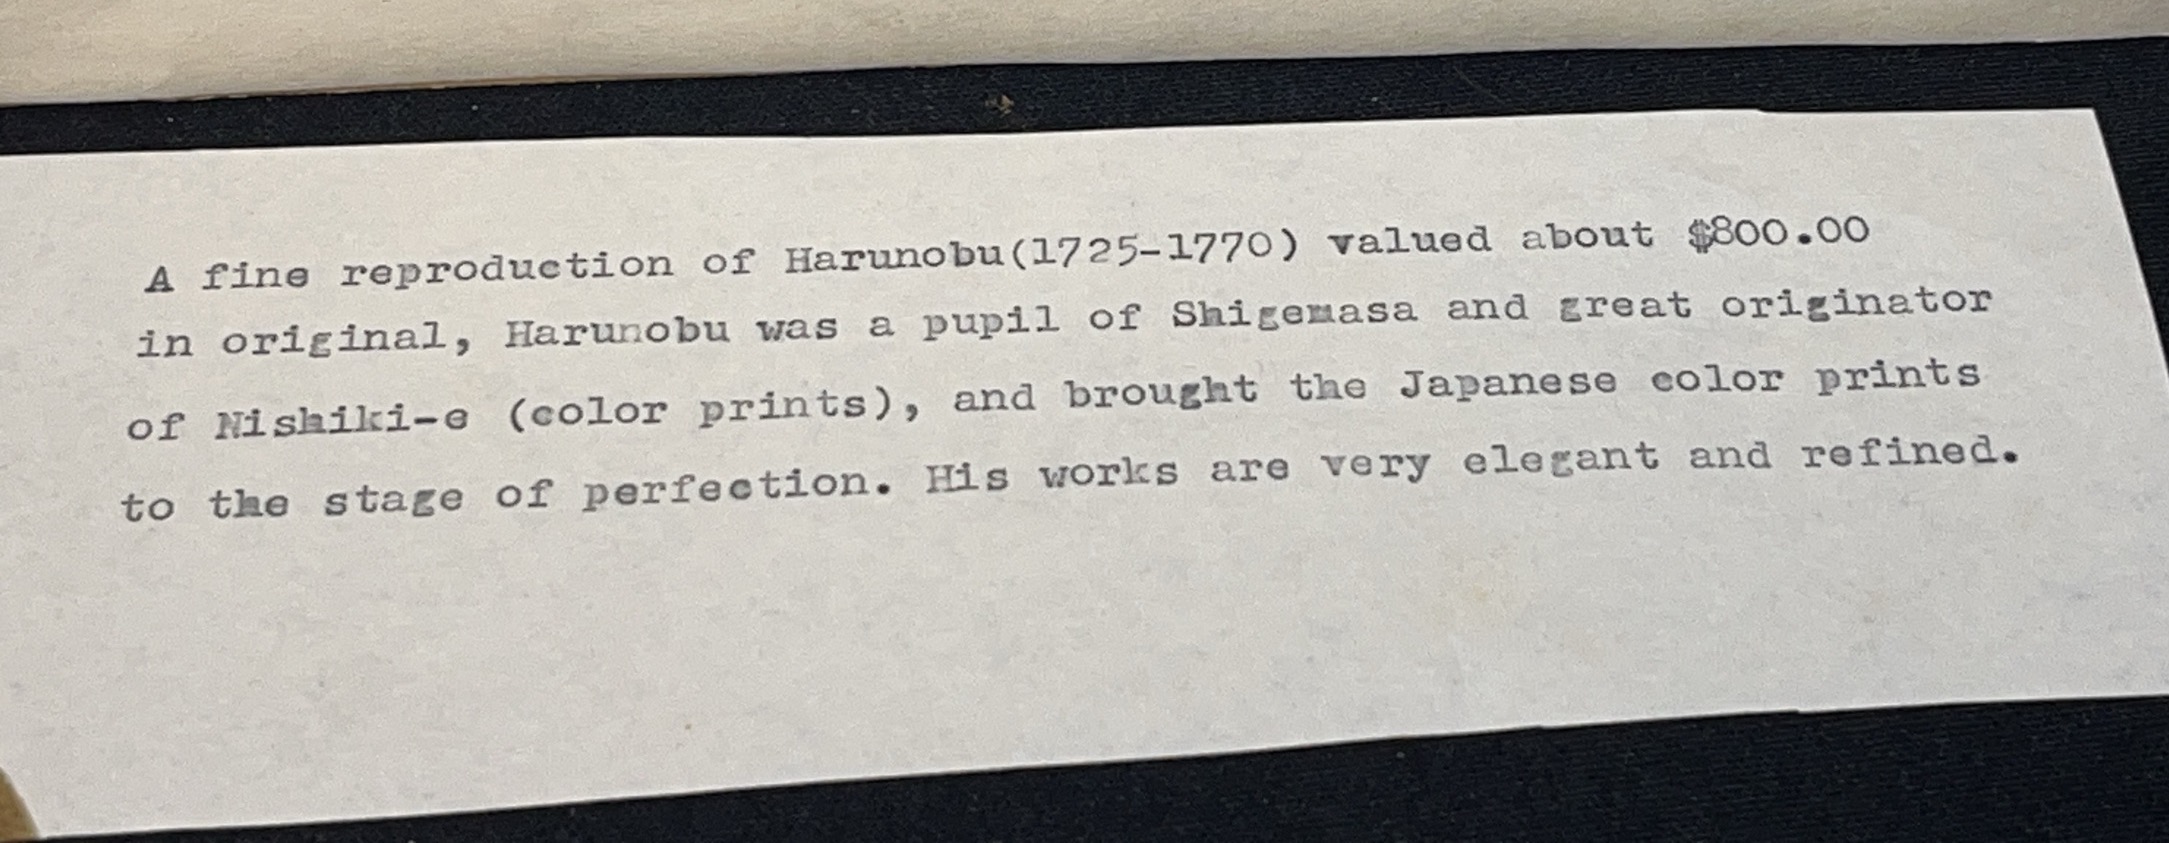 A fine reproduction of Harunobu(1725-1770) valued about $800.00
in original, Harunobu was a pupil of Shigemasa and great originator
of Nishiki-e (color prints), and brought the Japanese color prints
to the stage of perfection. His works are very elegant and refined.